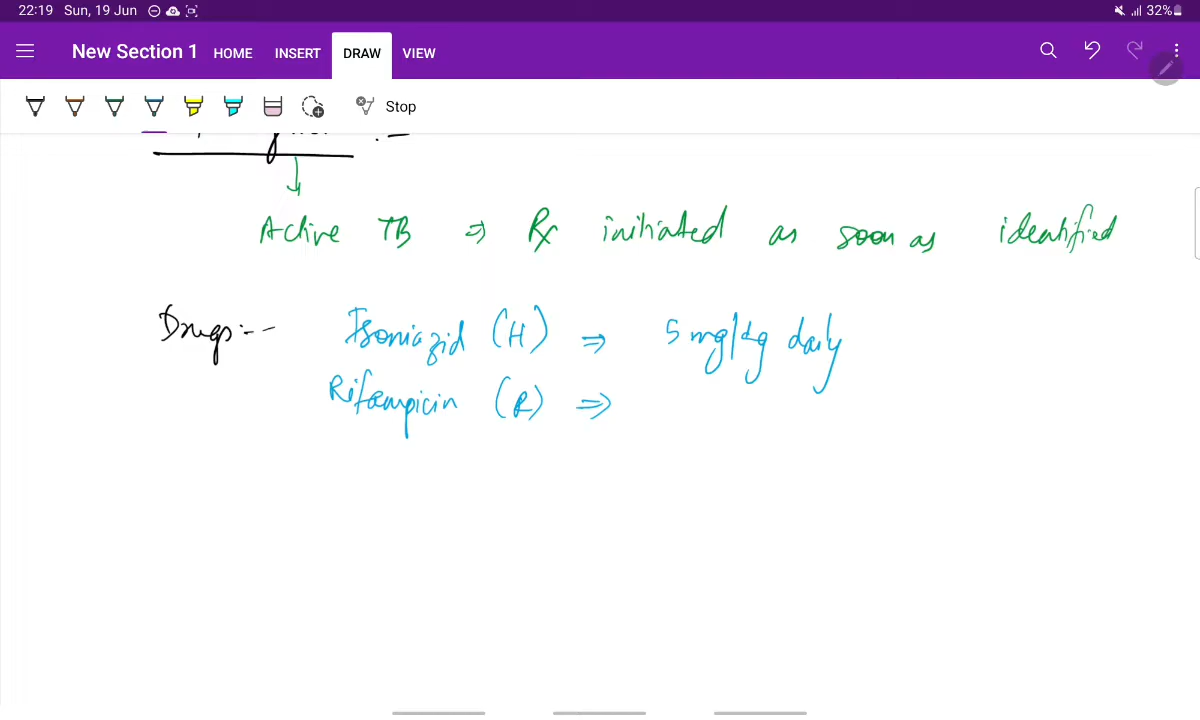 22:19 Sun, 19 Jun 32%
New Section 1 HOME INSERT DRAW VIEW
Stop
Active TB ⇒ Rx initiated as soon as identified
Drugs:- - Isoniazid (H) ⇒ 5 mg/kg daily
Rifampicin (R) ⇒